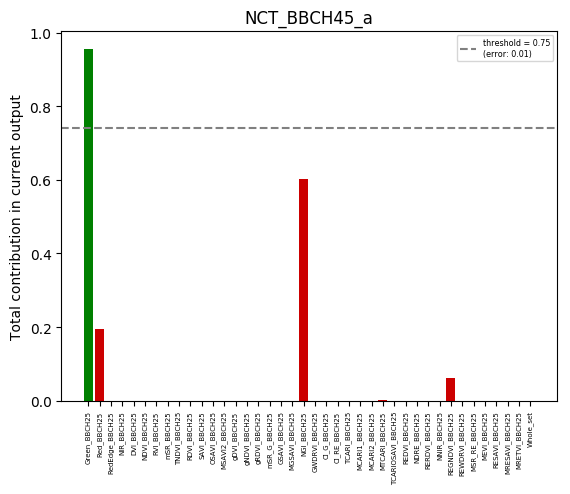 NCT_BBCH45_a
threshold = 0.75
(error: 0.01)
Total contribution in current output
1.0
0.8
0.6
0.4
0.2
0.0
Green_BBCH25
Red_BBCH25
RedEdge_BBCH25
NIR_BBCH25
DVI_BBCH25
NDVI_BBCH25
RVI_BBCH25
mSR_BBCH25
TNDVI_BBCH25
RDVI_BBCH25
SAVI_BBCH25
OSAVI_BBCH25
MSAVI2_BBCH25
gDVI_BBCH25
gNDVI_BBCH25
gRDVI_BBCH25
mSR_G_BBCH25
GSAVI_BBCH25
MGSAVI_BBCH25
NGI_BBCH25
GWDRVI_BBCH25
CI_G_BBCH25
CI_RE_BBCH25
TCARI_BBCH25
MCARI1_BBCH25
MCARI2_BBCH25
MTCARI_BBCH25
TCARIOSAVI_BBCH25
REDVI_BBCH25
NDRE_BBCH25
RERDVI_BBCH25
NNIR_BBCH25
REGNDVI_BBCH25
REWDRVI_BBCH25
MSR_RE_BBCH25
MEVI_BBCH25
RESAVI_BBCH25
MRESAVI_BBCH25
MRETVI_BBCH25
Whole_set